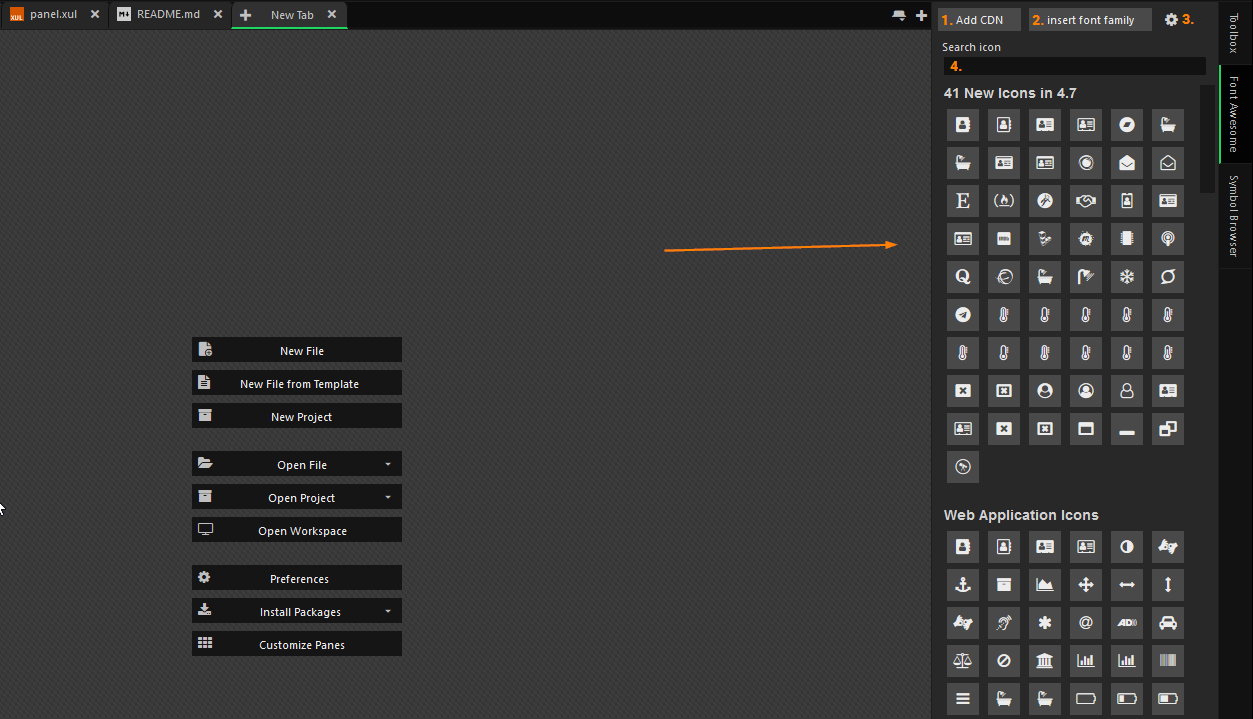 panel.xul
README.md
New Tab
1. Add CDN
2. insert font family
3.
Search icon
4.
41 New Icons in 4.7
New File
New File from Template
New Project
Open File
Open Project
Open Workspace
Preferences
Install Packages
Customize Panes
Web Application Icons
Toolbox
Font Awesome
Symbol Browser